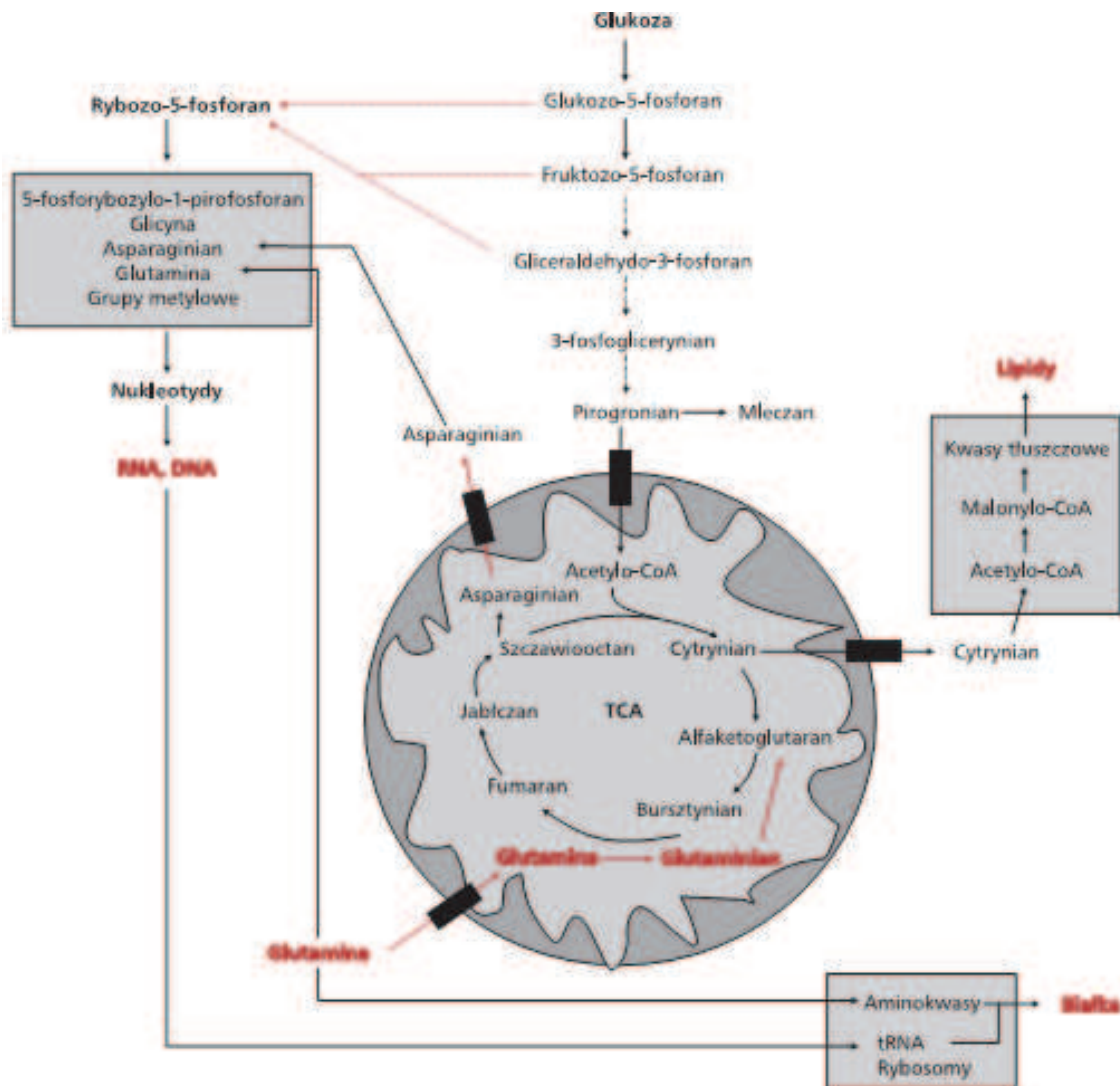 Glukoza
Rybozo-5-fosforan
Glukozo-5-fosforan
Fruktozo-5-fosforan
5-fosforybozylo-1-pirofosforan
Glicyna
Asparaginian
Glutamina
Grupy metylowe
Gliceraldehydo-3-fosforan
3-fosfoglicerynian
Nukleotydy
Pirogronian
Mleczan
Asparaginian
RNA, DNA
Lipidy
Kwasy tłuszczowe
Malonylo-CoA
Acetylo-CoA
Cytrynian
Acetylo-CoA
Asparaginian
Szczawiooctan
Cytrynian
Jabłczan
TCA
Alfaketoglutaran
Fumaran
Bursztynian
Glutamina
Glutaminian
Glutamina
Aminokwasy
Białka
tRNA
Rybosomy